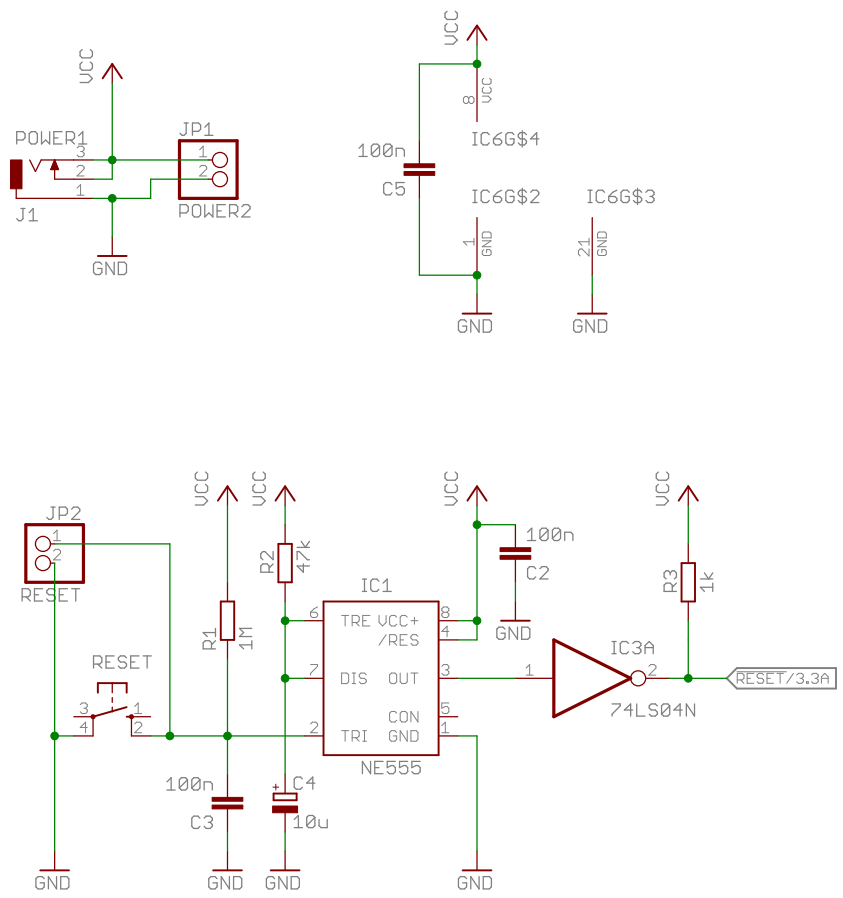 VCC
POWER1
3
2
1
J1
GND
JP1
1
2
POWER2
VCC
8
VCC
IC6G$4
100n
C5
IC6G$2
1
GND
GND
IC6G$3
21
GND
GND
JP2
1
2
RESET
RESET
3
4
1
2
GND
VCC
R1
1M
100n
C3
GND
VCC
R2
47k
C4
+
10u
GND
IC1
6
TRE
VCC+
8
/RES
4
7
DIS
OUT
3
CON
5
2
TRI
GND
1
NE555
VCC
100n
C2
GND
GND
1
IC3A
2
74LS04N
VCC
R3
1k
RESET/3.3A